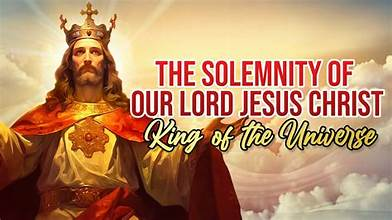 THE SOLEMNITY OF
OUR LORD JESUS CHRIST
King of the Universe